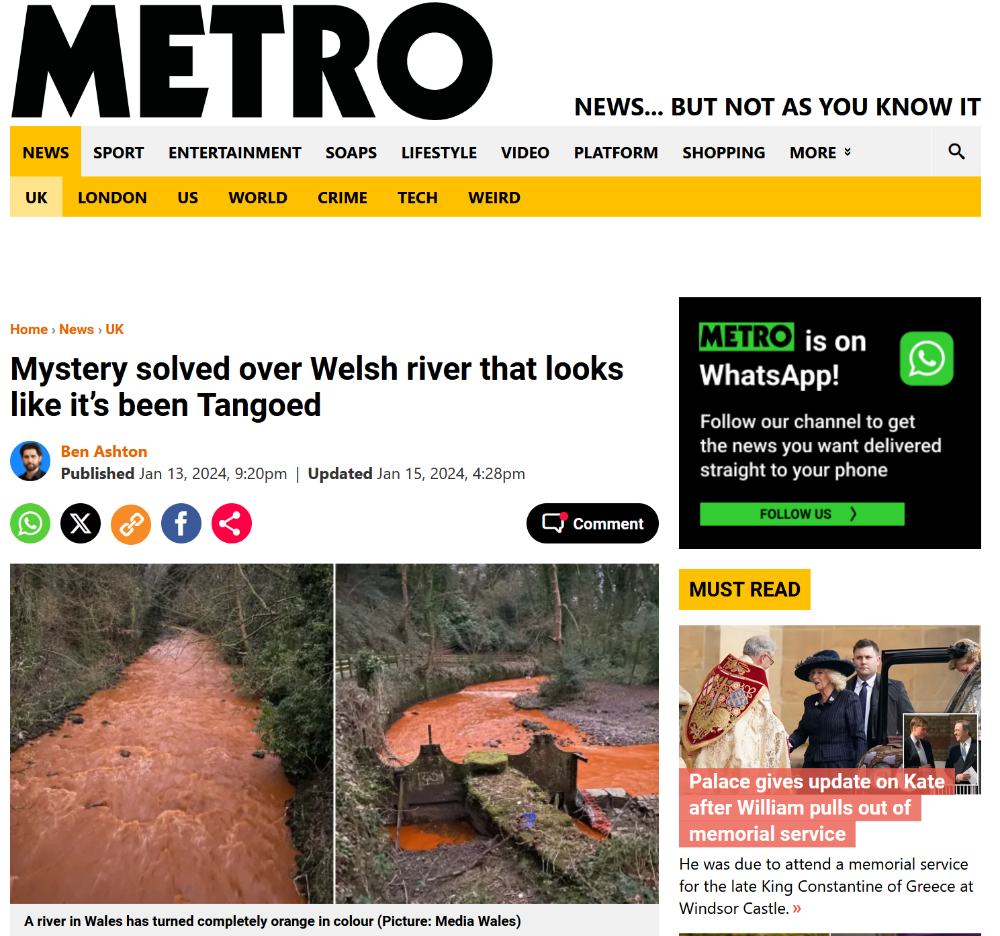 METRO
NEWS... BUT NOT AS YOU KNOW IT
NEWS SPORT ENTERTAINMENT SOAPS LIFESTYLE VIDEO PLATFORM SHOPPING MORE
UK LONDON US WORLD CRIME TECH WEIRD
Home › News › UK
Mystery solved over Welsh river that looks
like it’s been Tangoed
Ben Ashton
Published Jan 13, 2024, 9:20pm | Updated Jan 15, 2024, 4:28pm
Comment
A river in Wales has turned completely orange in colour (Picture: Media Wales)
METRO is on
WhatsApp!
Follow our channel to get
the news you want delivered
straight to your phone
FOLLOW US
MUST READ
Palace gives update on Kate
after William pulls out of
memorial service
He was due to attend a memorial service
for the late King Constantine of Greece at
Windsor Castle. »